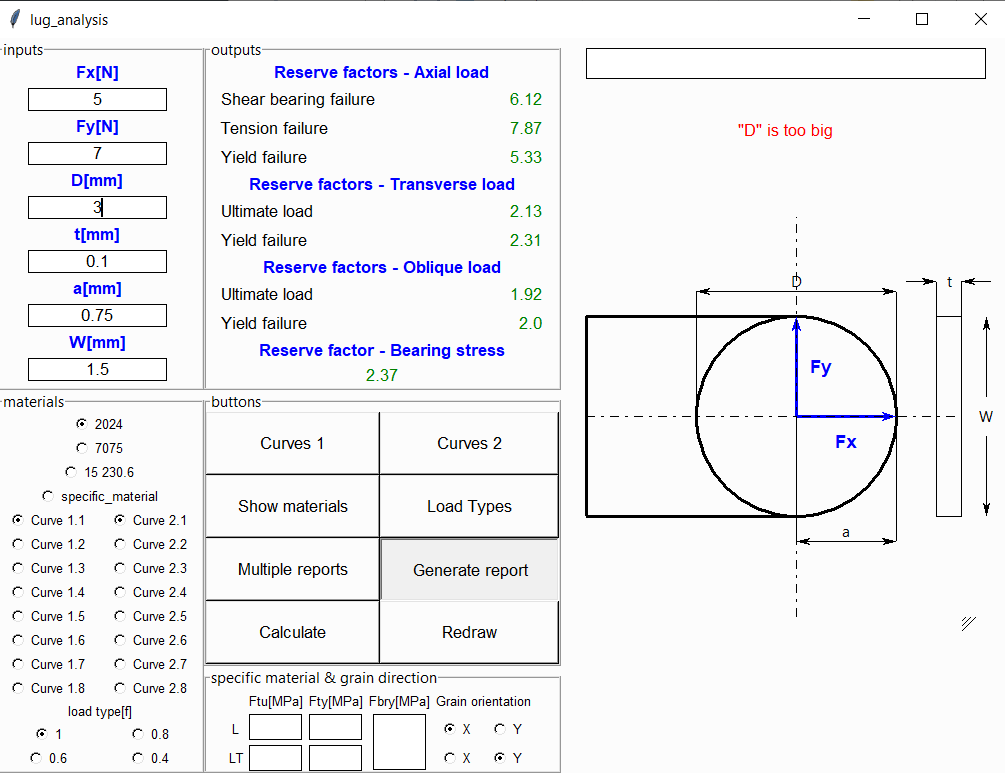 lug_analysis
inputs
Fx[N]
5
Fy[N]
7
D[mm]
3
t[mm]
0.1
a[mm]
0.75
W[mm]
1.5
outputs
Reserve factors - Axial load
Shear bearing failure 6.12
Tension failure 7.87
Yield failure 5.33
Reserve factors - Transverse load
Ultimate load 2.13
Yield failure 2.31
Reserve factors - Oblique load
Ultimate load 1.92
Yield failure 2.0
Reserve factor - Bearing stress
2.37
materials
2024
7075
15 230.6
specific_material
Curve 1.1 Curve 2.1
Curve 1.2 Curve 2.2
Curve 1.3 Curve 2.3
Curve 1.4 Curve 2.4
Curve 1.5 Curve 2.5
Curve 1.6 Curve 2.6
Curve 1.7 Curve 2.7
Curve 1.8 Curve 2.8
load type[f]
1 0.8
0.6 0.4
buttons
Curves 1 Curves 2
Show materials Load Types
Multiple reports Generate report
Calculate Redraw
specific material & grain direction
Ftu[MPa] Fty[MPa] Fbry[MPa] Grain orientation
L X Y
LT X Y
"D" is too big
D
t
Fy
W
Fx
a